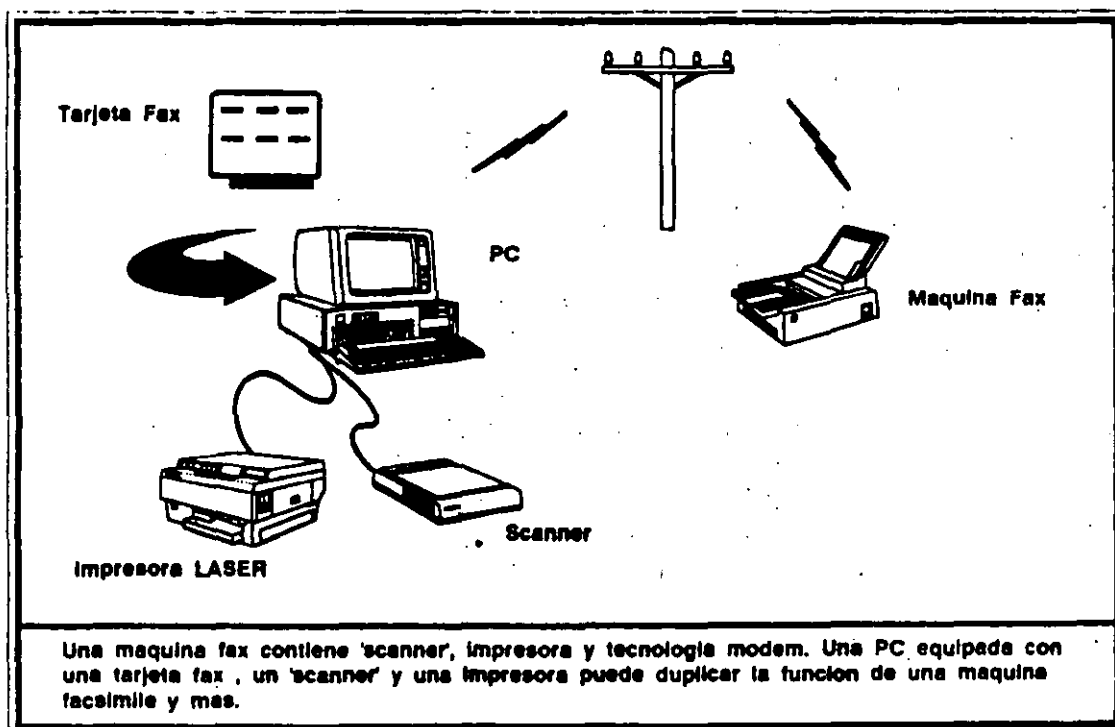 Tarjeta Fax
PC
Maquina Fax
Scanner
Impresora LASER
Una maquina fax contiene 'scanner', impresora y tecnologia modem. Una PC equipada con
una tarjeta fax , un 'scanner' y una impresora puede duplicar la funcion de una maquina
facsimile y mas.